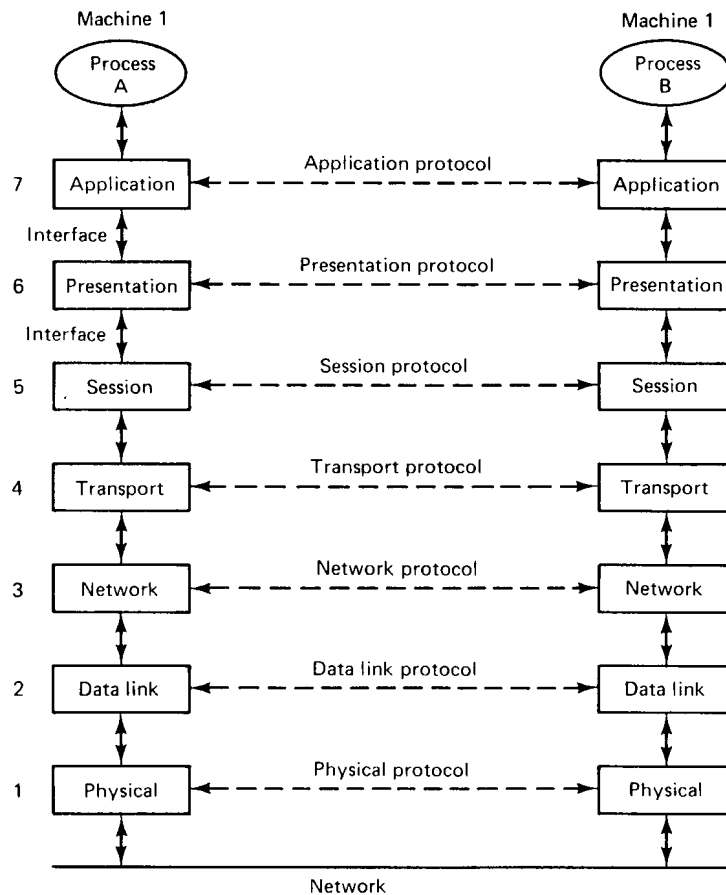 Machine 1 Machine 1
Process A Process B
Application protocol
7 Application Application
Interface
Presentation protocol
6 Presentation Presentation
Interface
Session protocol
5 Session Session
Transport protocol
4 Transport Transport
Network protocol
3 Network Network
Data link protocol
2 Data link Data link
Physical protocol
1 Physical Physical
Network